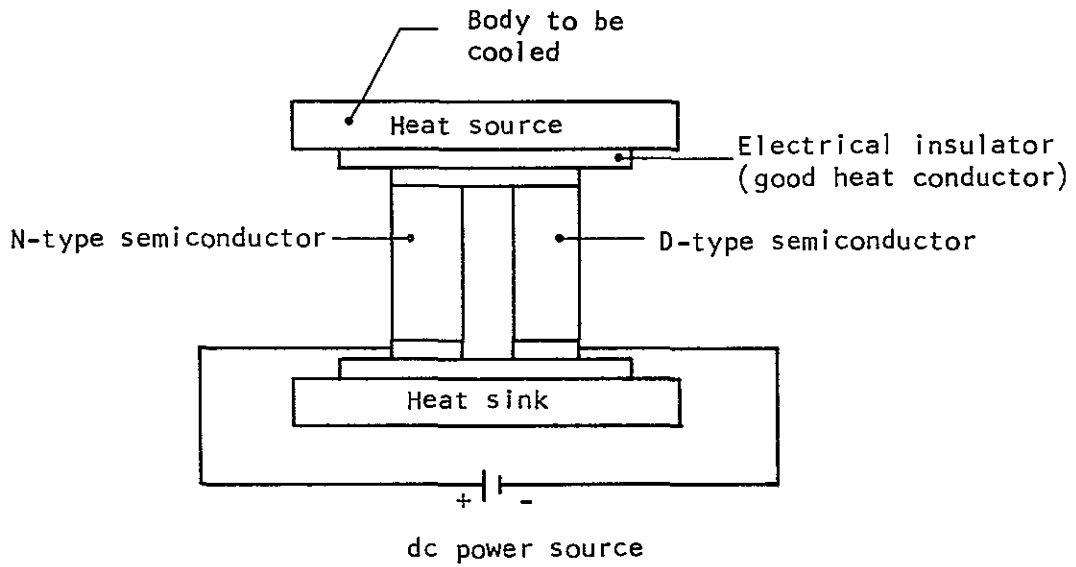 Body to be
cooled
Heat source
Electrical insulator
(good heat conductor)
N-type semiconductor
D-type semiconductor
Heat sink
+ -
dc power source